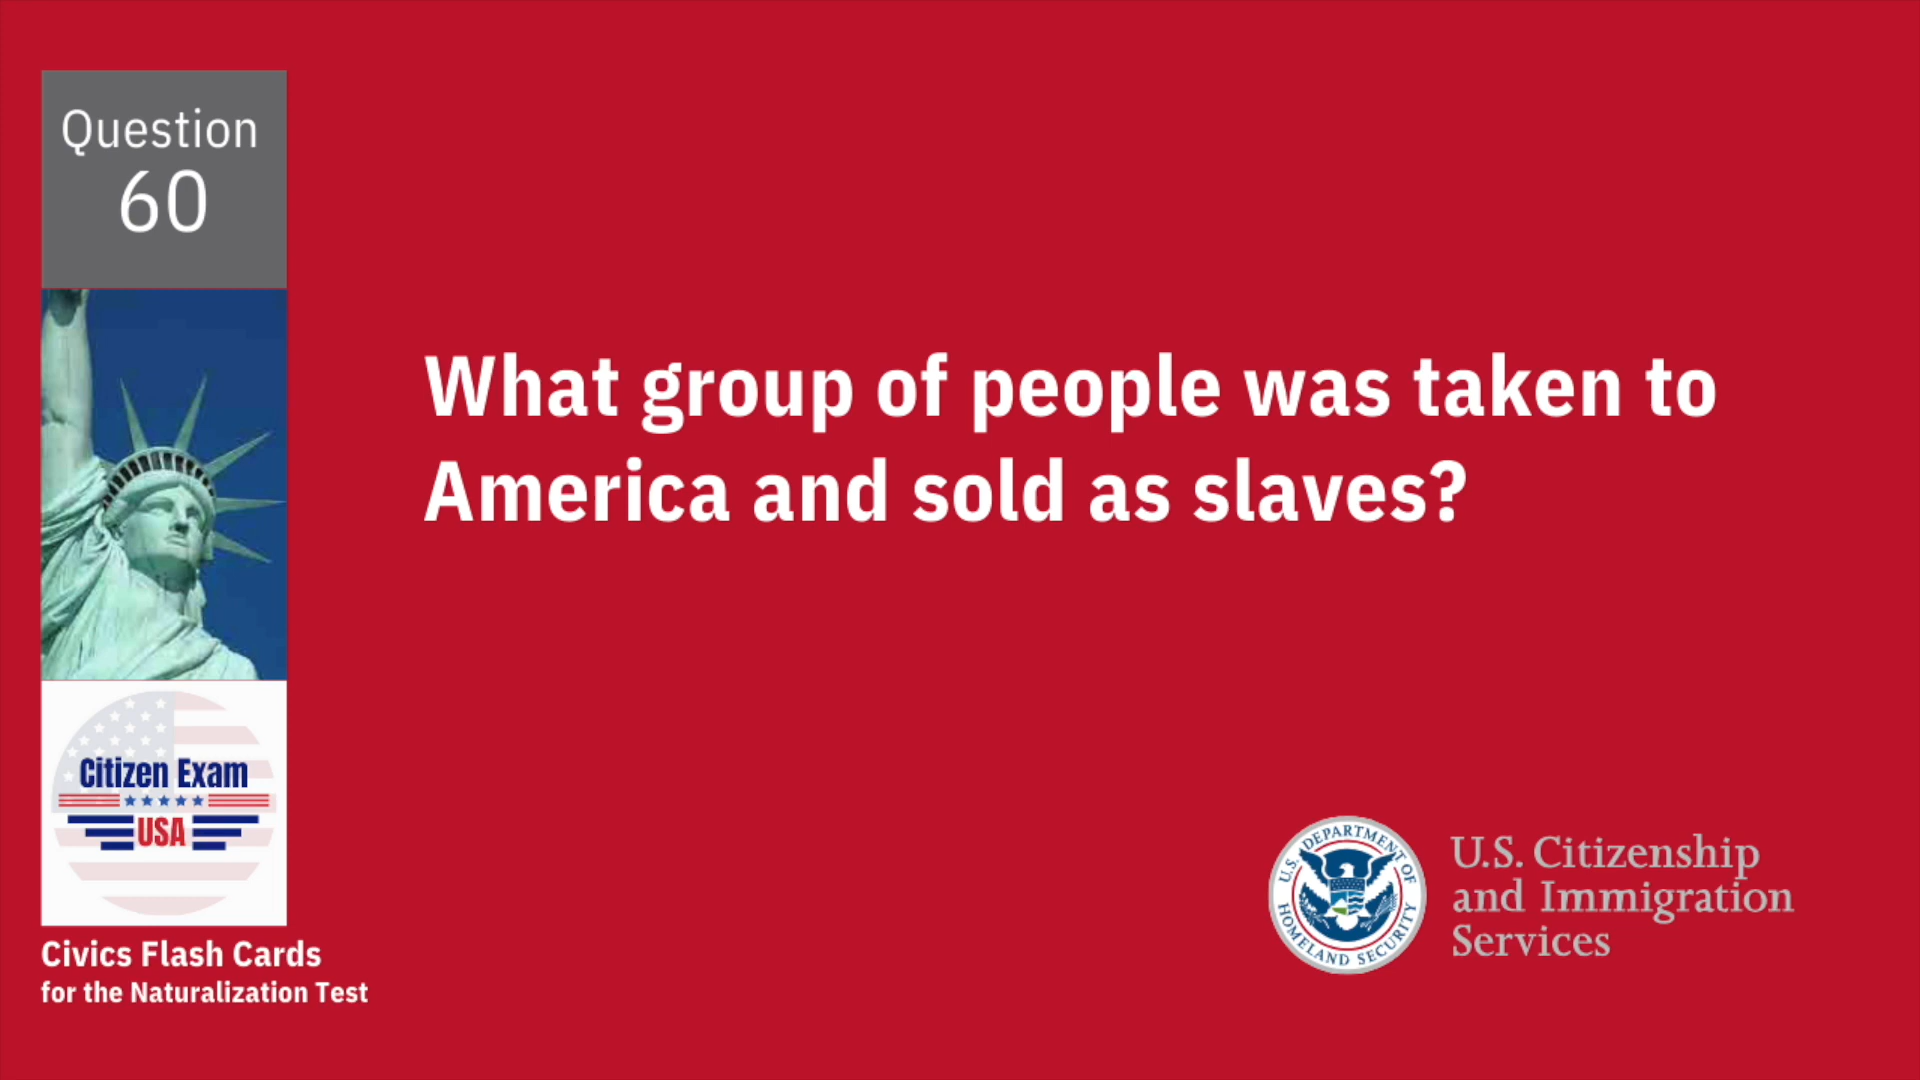 Question
60
What group of people was taken to
America and sold as slaves?
Citizen Exam
USA
Civics Flash Cards
for the Naturalization Test
U.S. DEPARTMENT OF
HOMELAND SECURITY
U.S. Citizenship
and Immigration
Services